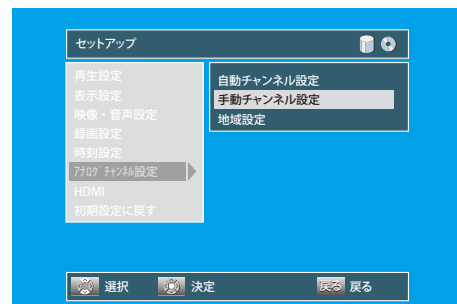 セットアップ
再生設定
表示設定
映像・音声設定
録画設定
時刻設定
ｱﾅﾛｸﾞ ﾁｬﾝﾈﾙ設定
HDMI
初期設定に戻す
自動チャンネル設定
手動チャンネル設定
地域設定
選択 決定 戻る 戻る